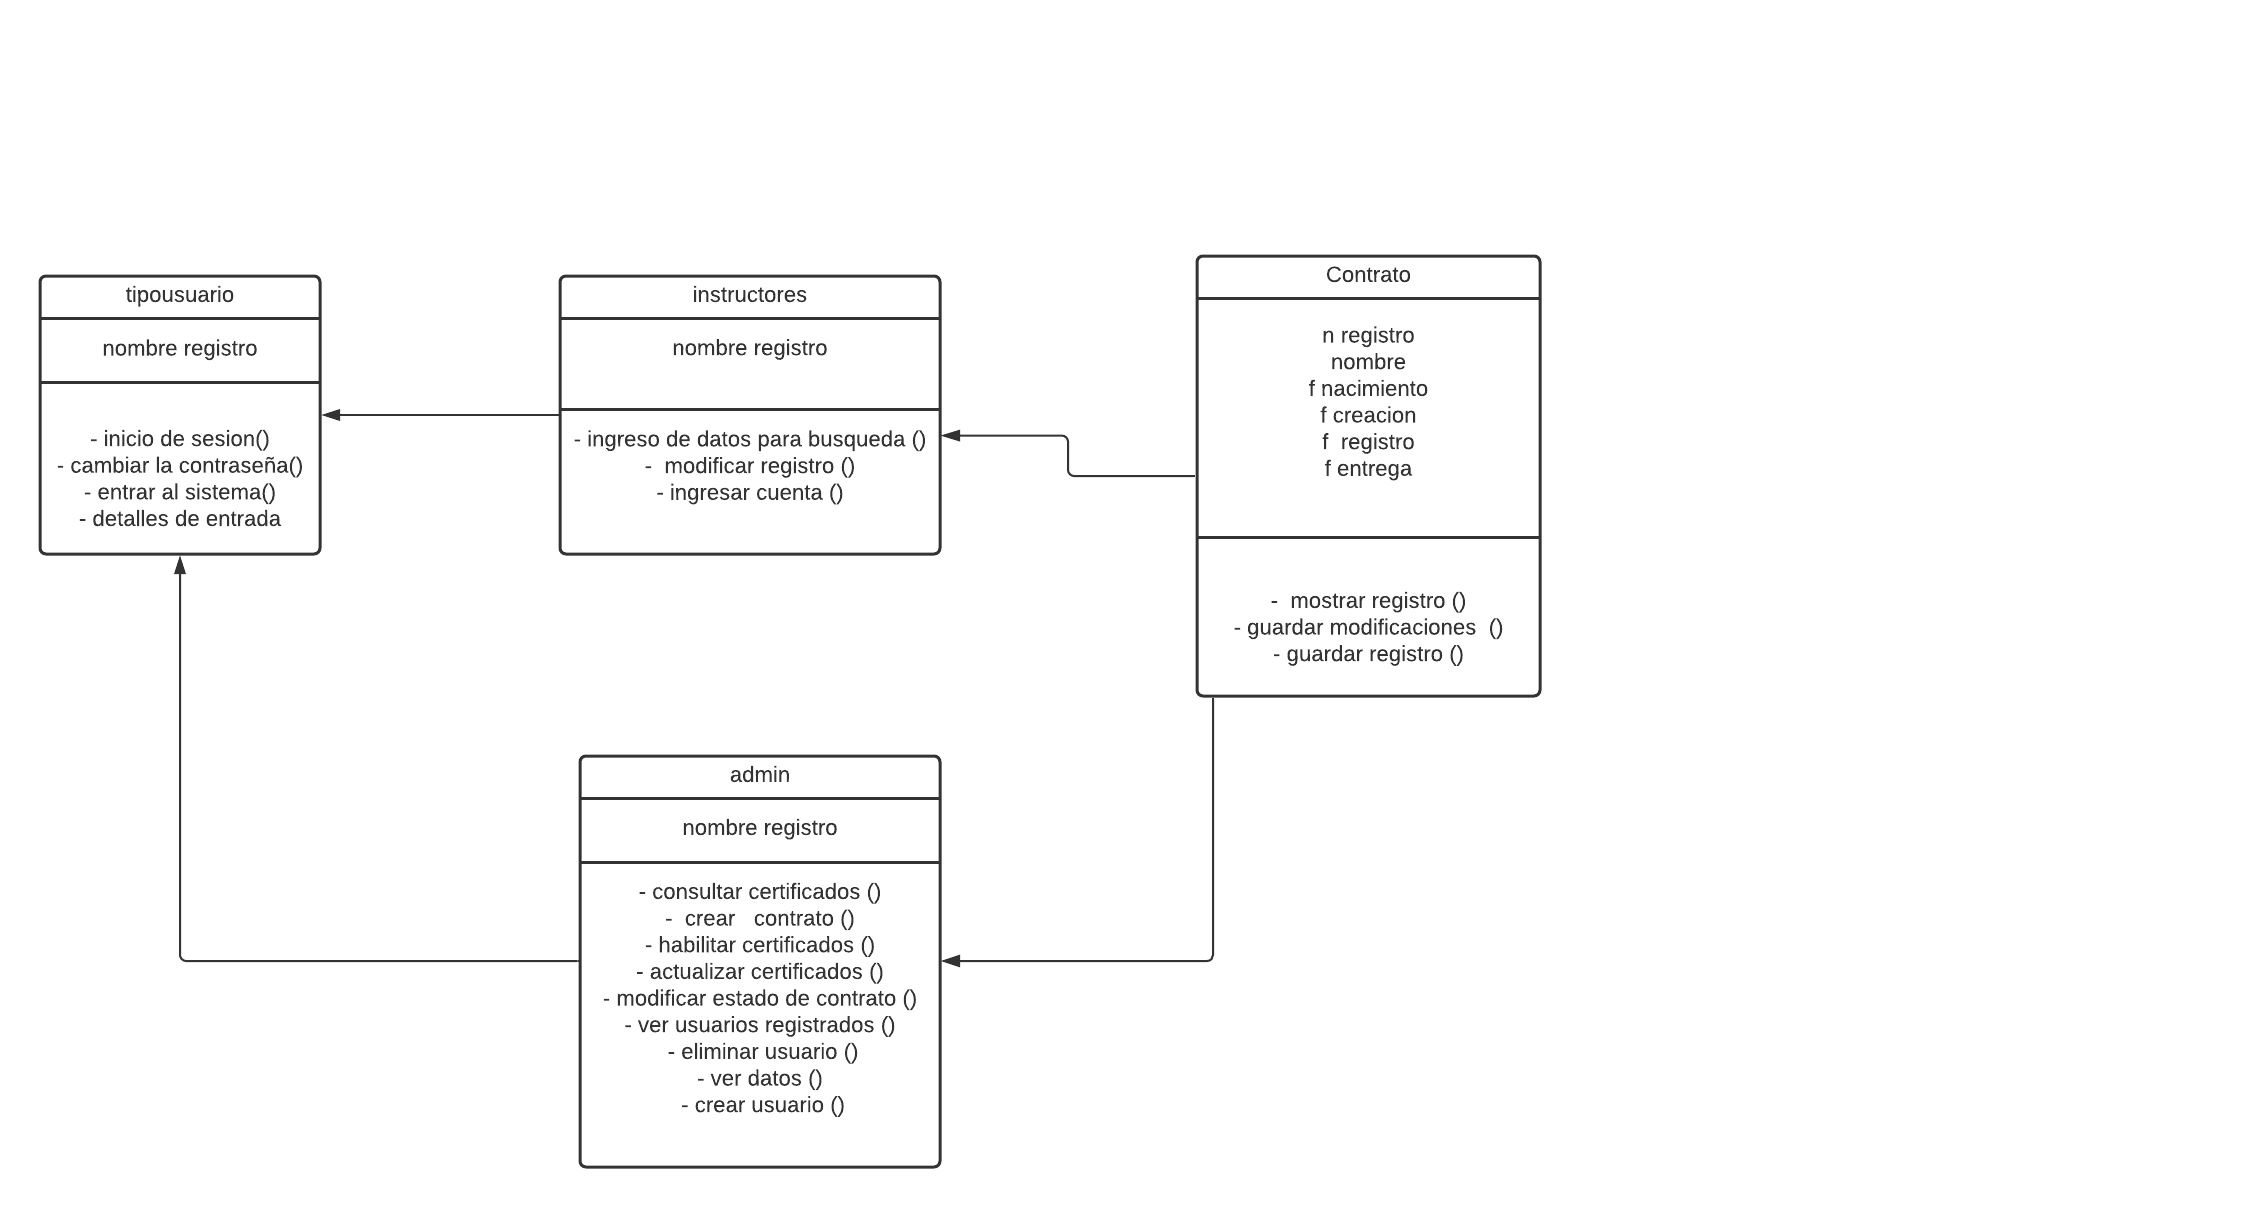 tipousuario
nombre registro
- inicio de sesion()
- cambiar la contraseña()
- entrar al sistema()
- detalles de entrada
instructores
nombre registro
- ingreso de datos para busqueda ()
-  modificar registro ()
- ingresar cuenta ()
Contrato
n registro
nombre
f nacimiento
f creacion
f  registro
f entrega
-  mostrar registro ()
- guardar modificaciones  ()
- guardar registro ()
admin
nombre registro
- consultar certificados ()
-  crear   contrato ()
- habilitar certificados ()
- actualizar certificados ()
- modificar estado de contrato ()
- ver usuarios registrados ()
- eliminar usuario ()
- ver datos ()
- crear usuario ()